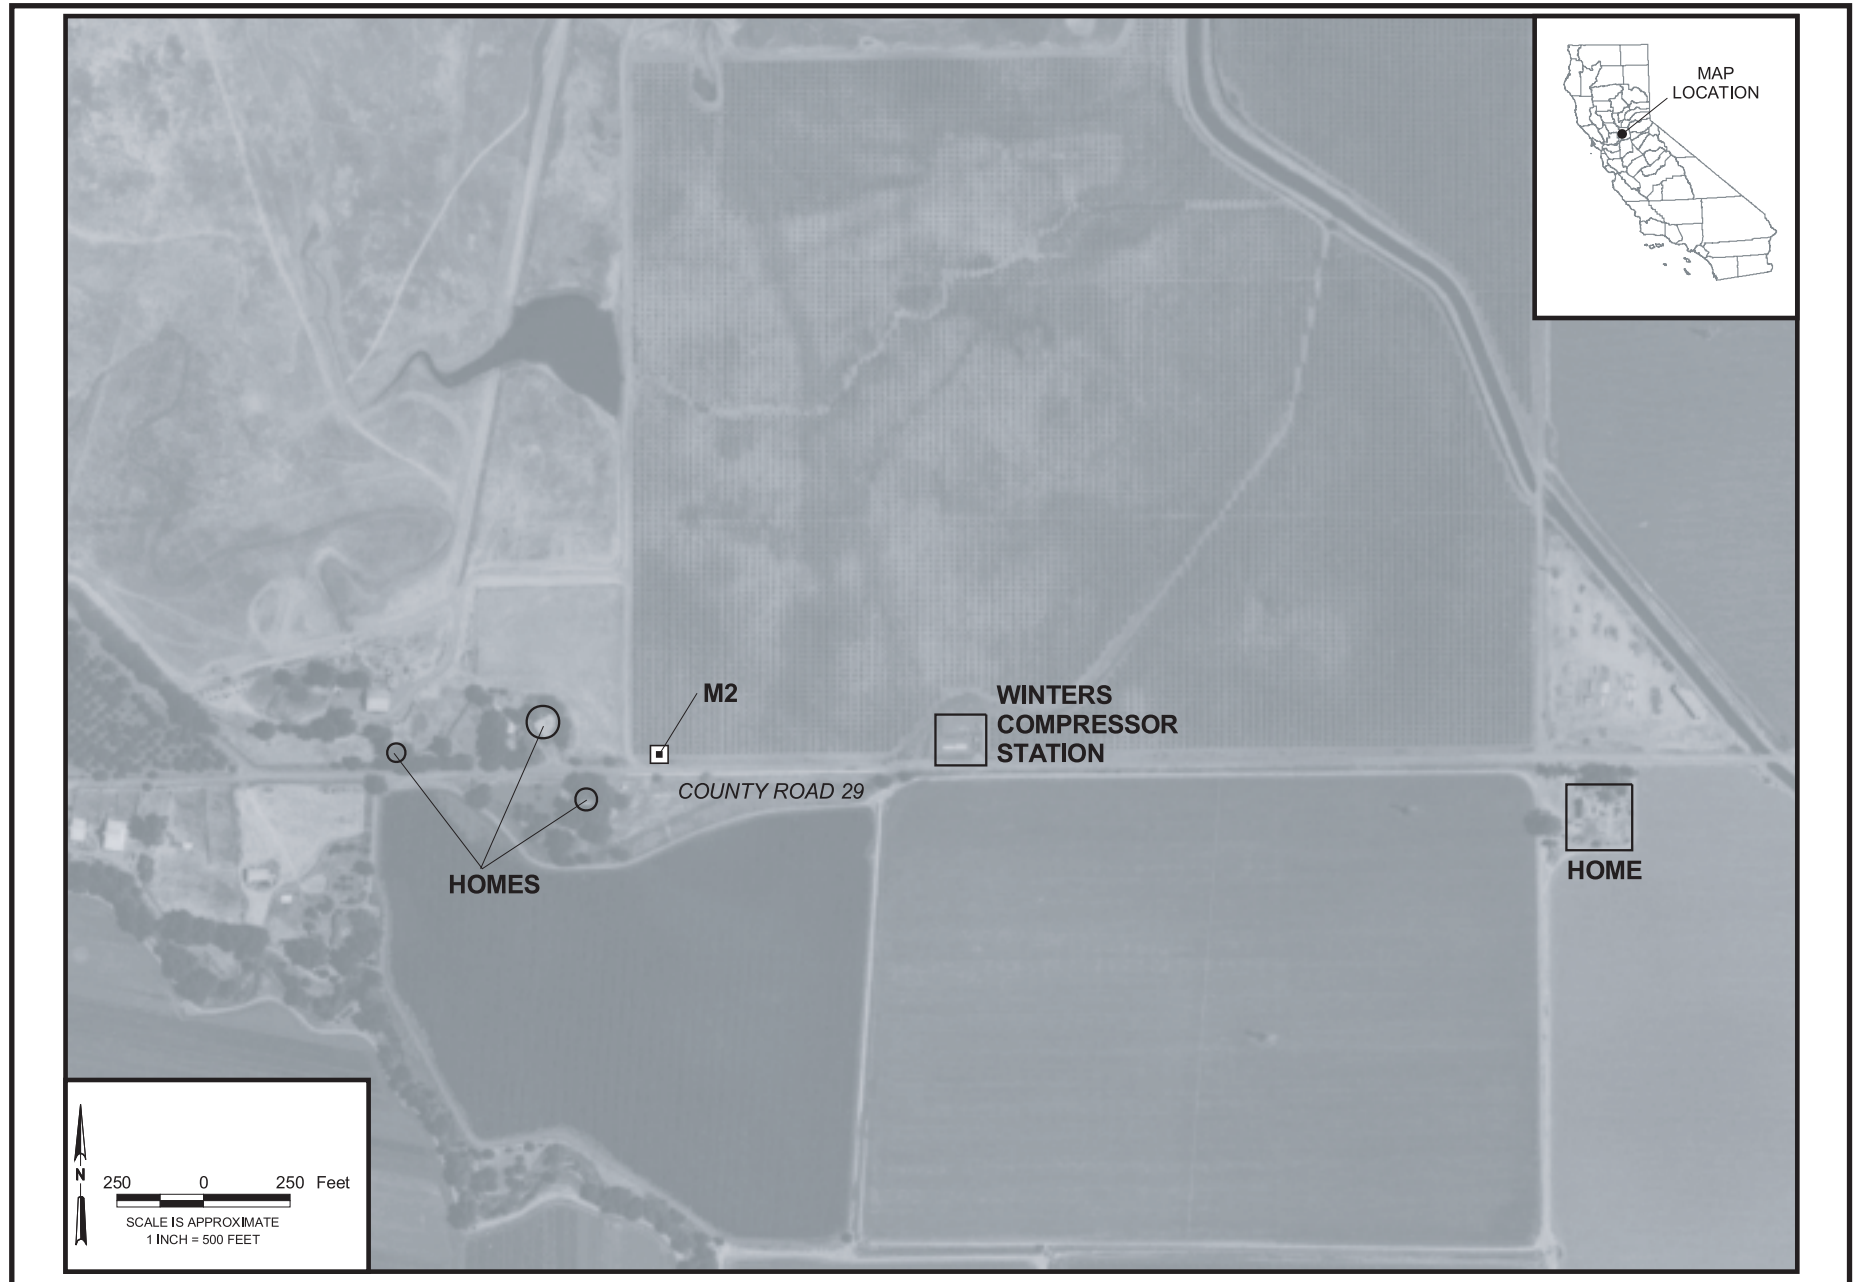 MAP
LOCATION
M2
WINTERS
COMPRESSOR
STATION
COUNTY ROAD 29
HOMES
HOME
N
250 0 250 Feet
SCALE IS APPROXIMATE
1 INCH = 500 FEET